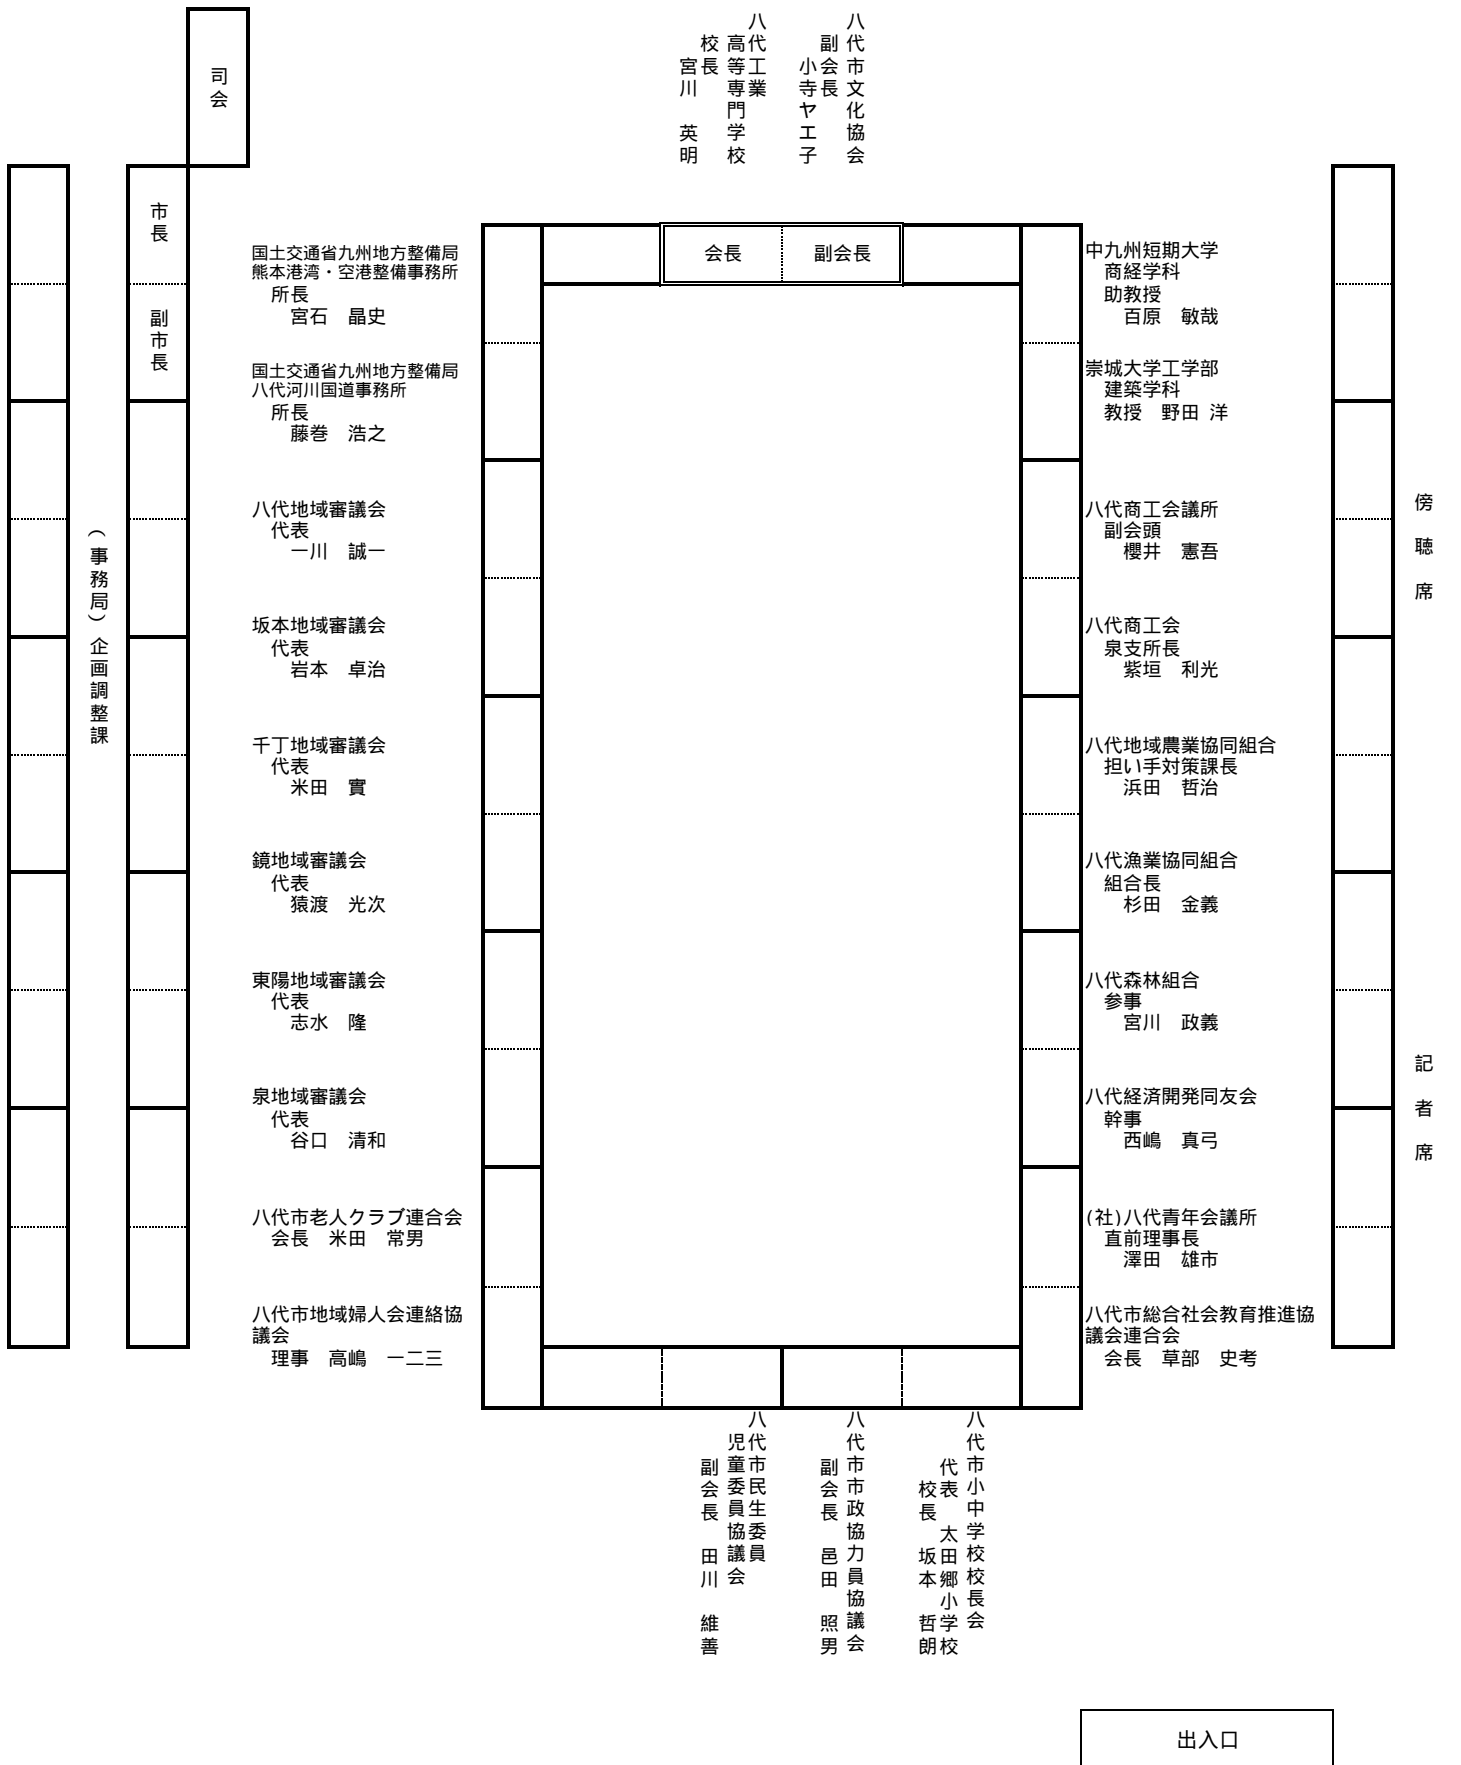 司会
八代工業
高等専門学校
校長
宮川　英明
八代市文化協会
副会長
小寺ヤエ子
市長
副市長
会長
副会長
（事務局）企画調整課
国土交通省九州地方整備局
熊本港湾・空港整備事務所
所長
宮石　晶史
国土交通省九州地方整備局
八代河川国道事務所
所長
藤巻　浩之
八代地域審議会
代表
一川　誠一
坂本地域審議会
代表
岩本　卓治
千丁地域審議会
代表
米田　實
鏡地域審議会
代表
猿渡　光次
東陽地域審議会
代表
志水　隆
泉地域審議会
代表
谷口　清和
八代市老人クラブ連合会
会長　米田　常男
八代市地域婦人会連絡協
議会
理事　高嶋　一二三
中九州短期大学
商経学科
助教授
百原　敏哉
崇城大学工学部
建築学科
教授　野田 洋
八代商工会議所
副会頭
櫻井　憲吾
八代商工会
泉支所長
紫垣　利光
八代地域農業協同組合
担い手対策課長
浜田　哲治
八代漁業協同組合
組合長
杉田　金義
八代森林組合
参事
宮川　政義
八代経済開発同友会
幹事
西嶋　真弓
(社)八代青年会議所
直前理事長
澤田　雄市
八代市総合社会教育推進協
議会連合会
会長　草部　史考
傍聴席
記者席
八代市民生委員
児童委員協議会
副会長　田川　維善
八代市市政協力員協議会
副会長　邑田　照男
八代市小中学校校長会
代表　太田郷小学校
校長　坂本　哲朗
出入口